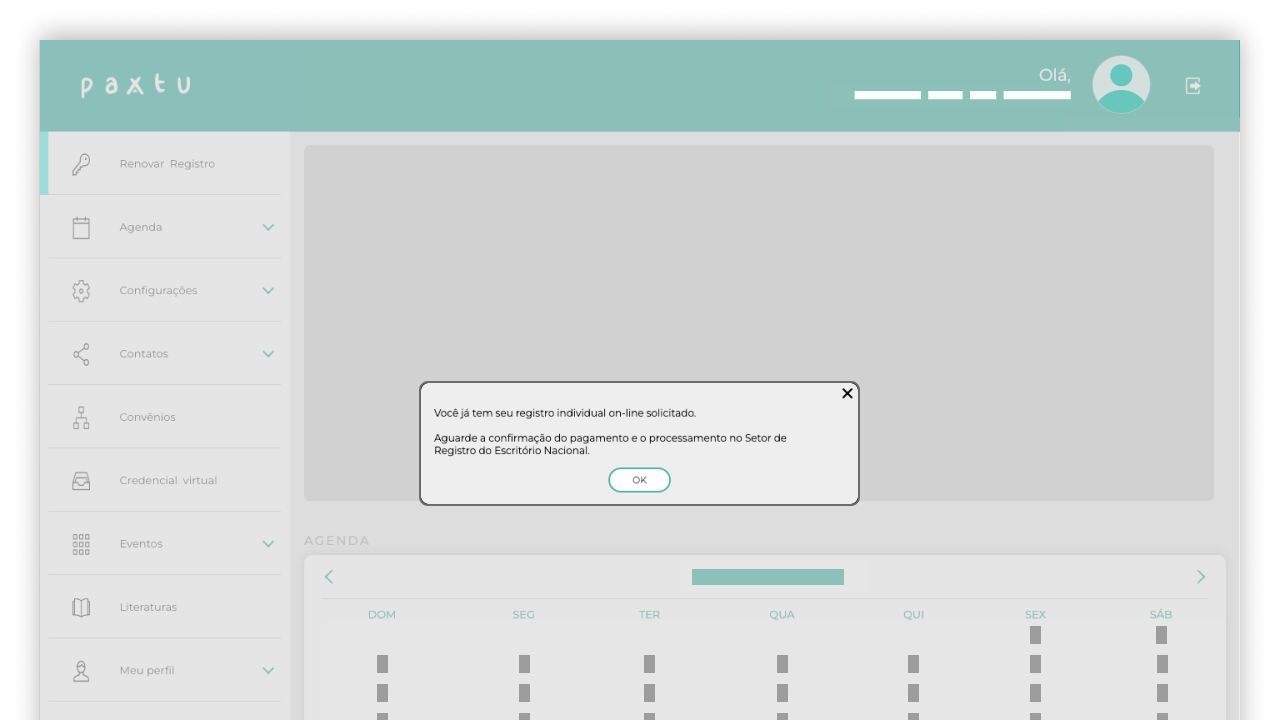 paxtu
Olá,
Renovar Registro
Agenda
Configurações
Contatos
Convênios
Credencial virtual
Eventos
Literaturas
Meu perfil
Você já tem seu registro individual on-line solicitado.
Aguarde a confirmação do pagamento e o processamento no Setor de
Registro do Escritório Nacional.
OK
AGENDA
DOM SEG TER QUA QUI SEX SÁB